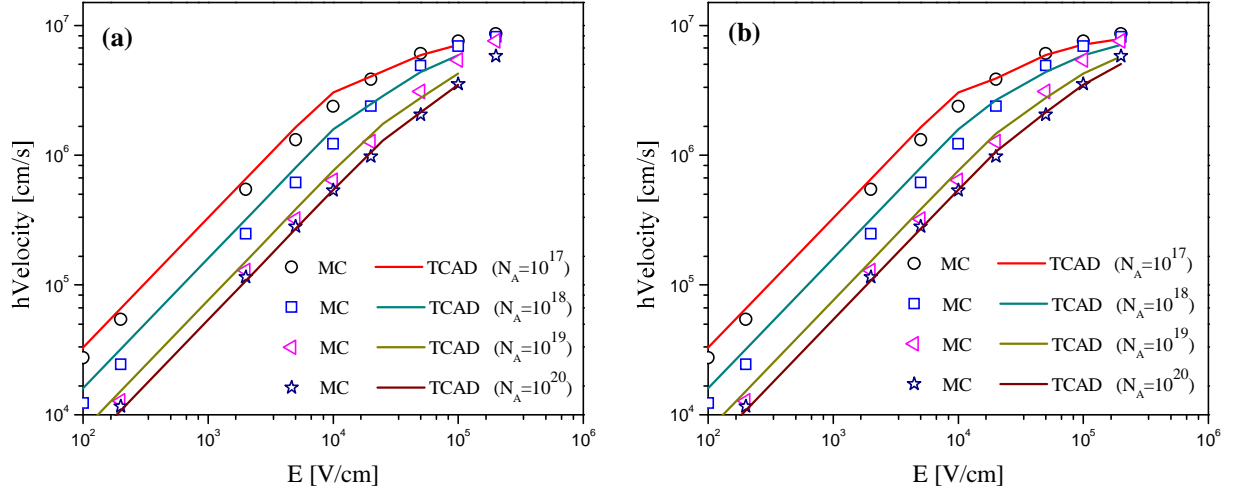 (a)
hVelocity [cm/s]
10^7
10^6
10^5
10^4
MC TCAD (N_A=10^17)
MC TCAD (N_A=10^18)
MC TCAD (N_A=10^19)
MC TCAD (N_A=10^20)
10^2 10^3 10^4 10^5 10^6
E [V/cm]
(b)
hVelocity [cm/s]
10^7
10^6
10^5
10^4
MC TCAD (N_A=10^17)
MC TCAD (N_A=10^18)
MC TCAD (N_A=10^19)
MC TCAD (N_A=10^20)
10^2 10^3 10^4 10^5 10^6
E [V/cm]